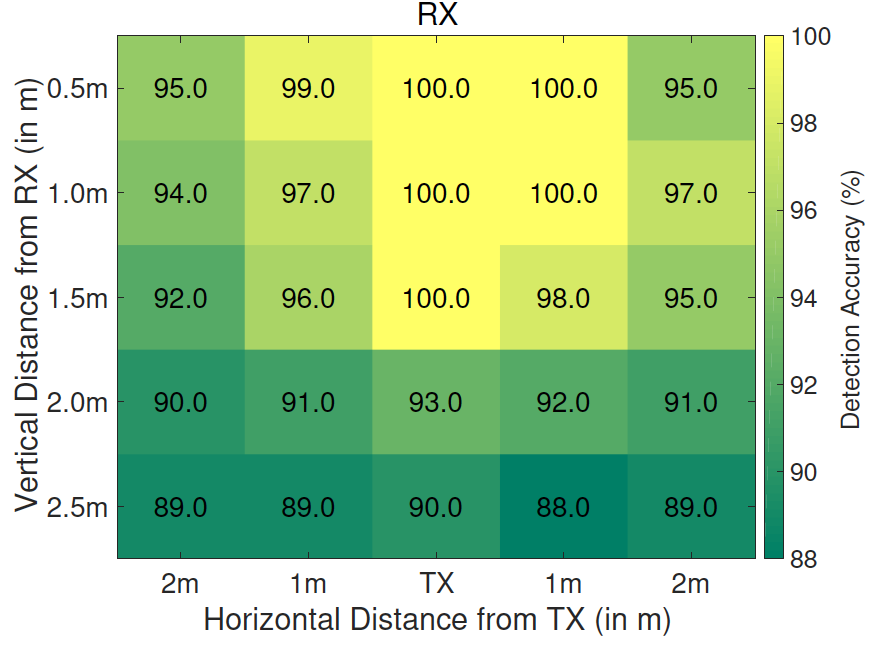 RX
0.5m 95.0 99.0 100.0 100.0 95.0
1.0m 94.0 97.0 100.0 100.0 97.0
1.5m 92.0 96.0 100.0 98.0 95.0
2.0m 90.0 91.0 93.0 92.0 91.0
2.5m 89.0 89.0 90.0 88.0 89.0
2m 1m TX 1m 2m
Horizontal Distance from TX (in m)
Vertical Distance from RX (in m)
100
98
96
94
92
90
88
Detection Accuracy (%)